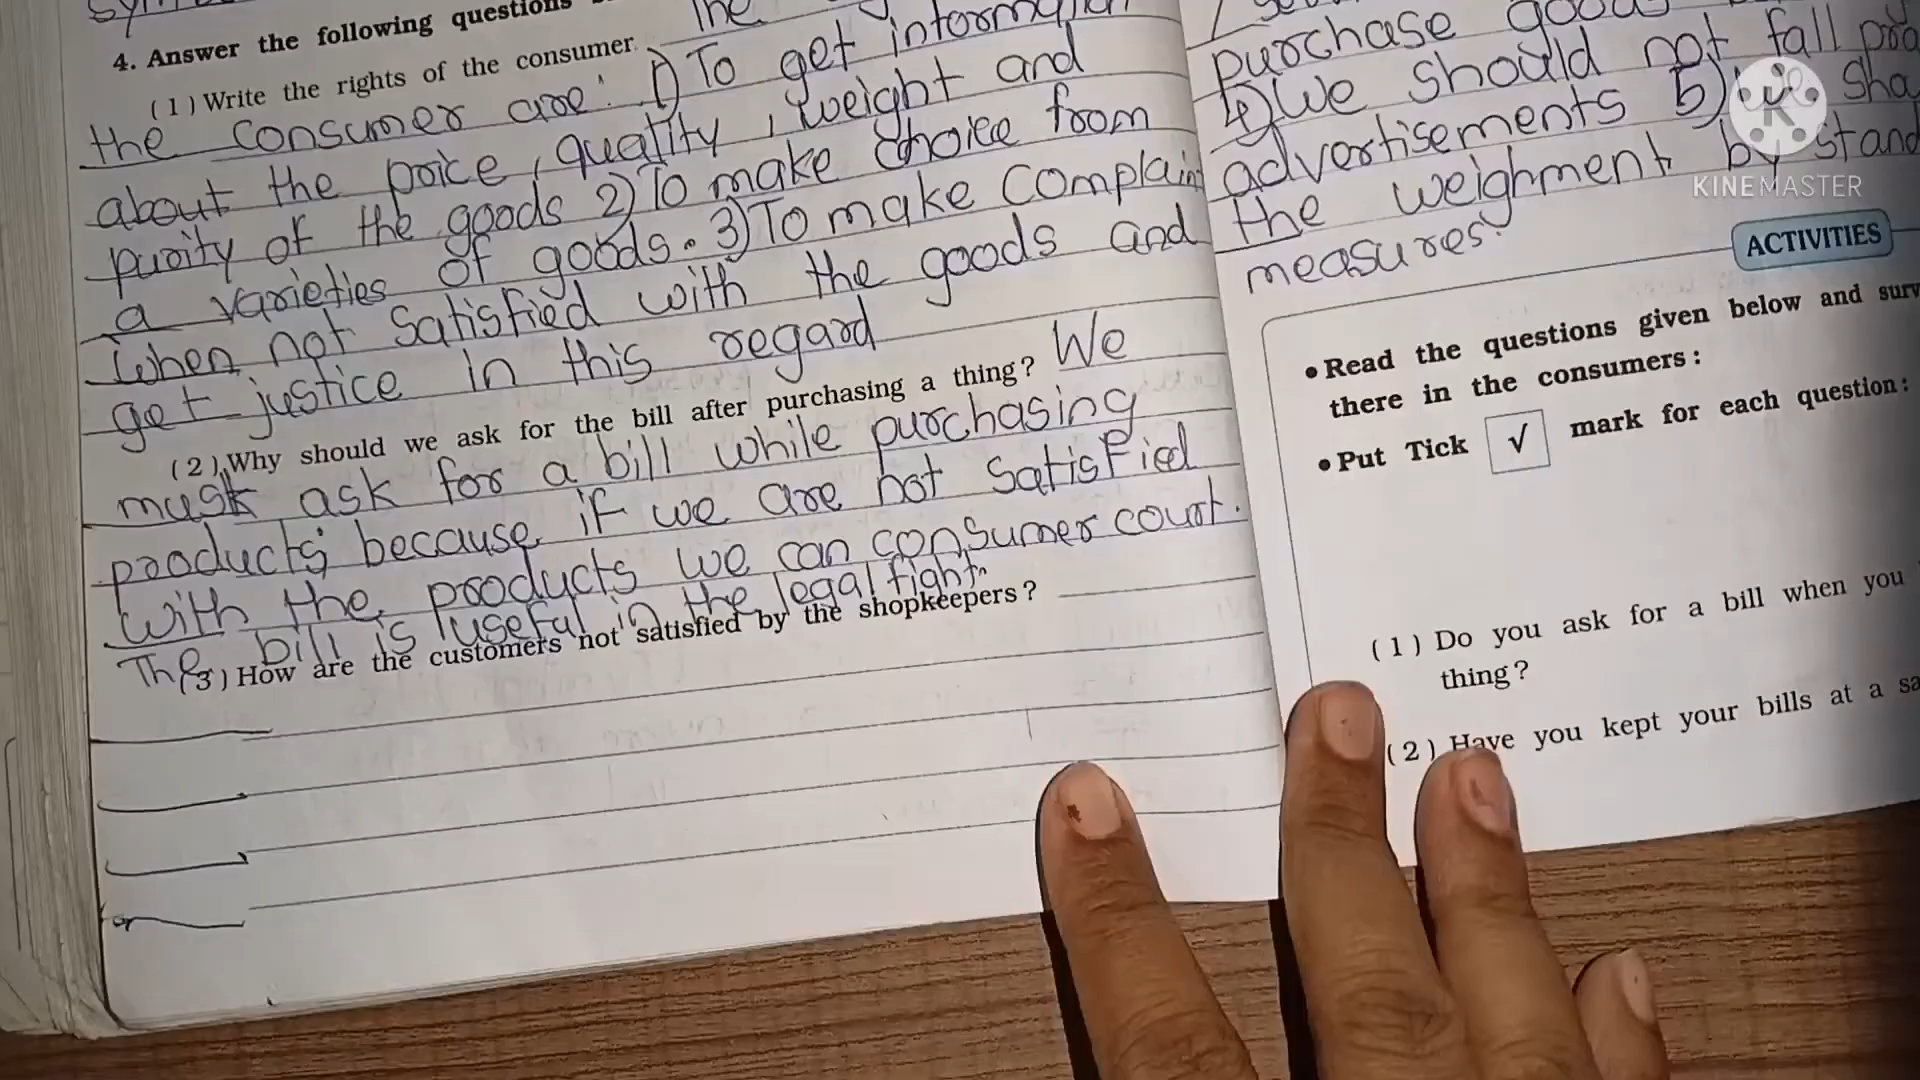 4. Answer the following questions
(1) Write the rights of the consumer. The
the consumer are: 1) To get information
about the price, quality, weight and
purity of the goods 2) To make choice from
a varieties of goods. 3) To make complain
when not satisfied with the goods and
get justice in this regard
(2) Why should we ask for the bill after purchasing a thing? We
must ask for a bill while purchasing
products because if we are not satisfied
with the products we can consumer court.
The bill is useful in the legal fight.
(3) How are the customers not satisfied by the shopkeepers?
purchase goods
4) We should not fall
advertisements 5)
the weighment by
measures.
KINEMASTER
ACTIVITIES
• Read the questions given below and
there in the consumers:
• Put Tick √ mark for each question:
(1) Do you ask for a bill when you
thing?
(2) Have you kept your bills at a